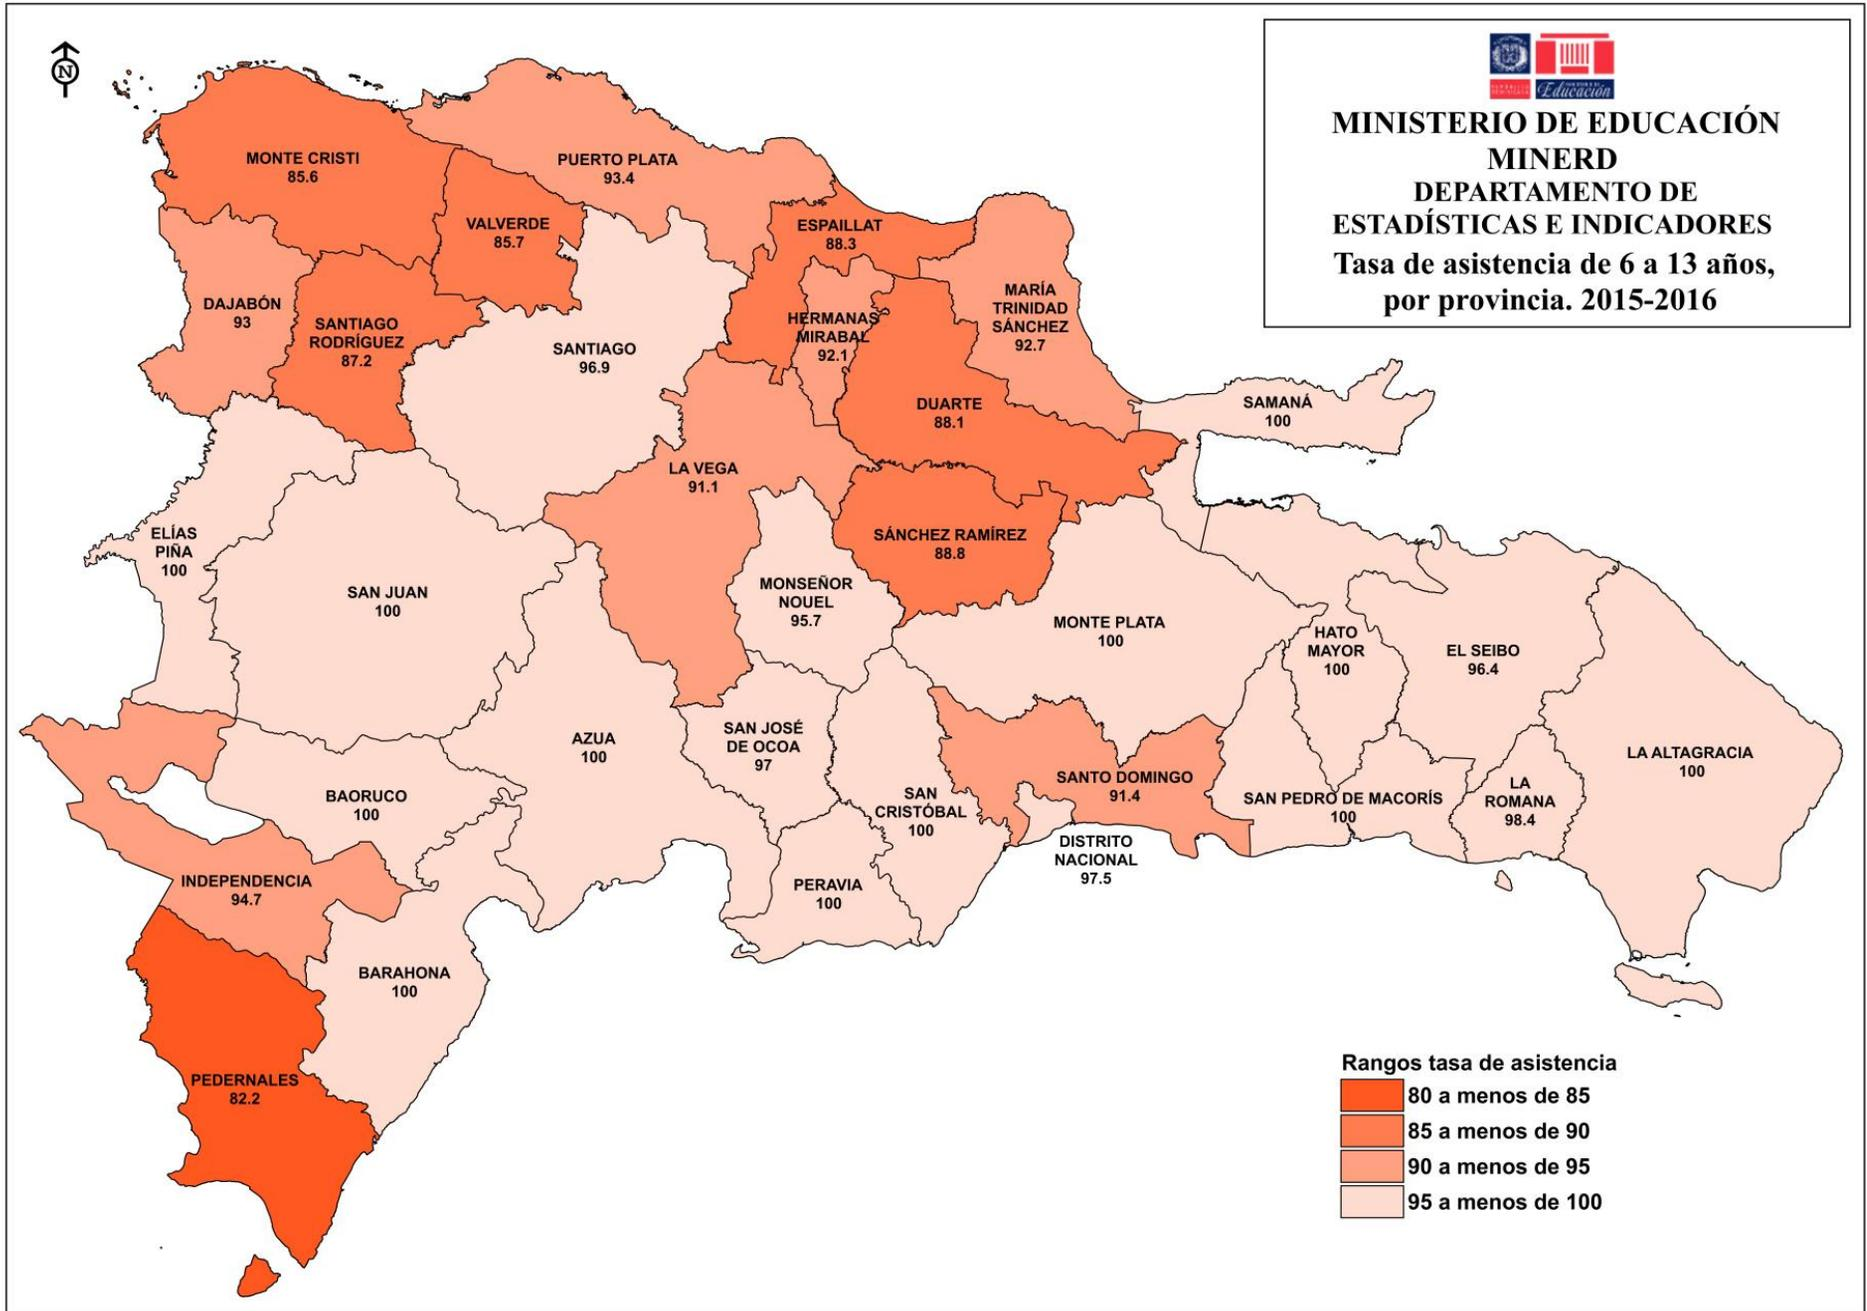 N
Educación
MINISTERIO DE EDUCACIÓN
MINERD
DEPARTAMENTO DE
ESTADÍSTICAS E INDICADORES
Tasa de asistencia de 6 a 13 años,
por provincia. 2015-2016
MONTE CRISTI
85.6
PUERTO PLATA
93.4
VALVERDE
85.7
ESPAILLAT
88.3
DAJABÓN
93
SANTIAGO
RODRÍGUEZ
87.2
SANTIAGO
96.9
HERMANAS
MIRABAL
92.1
MARÍA
TRINIDAD
SÁNCHEZ
92.7
DUARTE
88.1
SAMANÁ
100
LA VEGA
91.1
ELÍAS
PIÑA
100
SAN JUAN
100
MONSEÑOR
NOUEL
95.7
SÁNCHEZ RAMÍREZ
88.8
MONTE PLATA
100
HATO
MAYOR
100
EL SEIBO
96.4
AZUA
100
SAN JOSÉ
DE OCOA
97
LA ALTAGRACIA
100
BAORUCO
100
SAN
CRISTÓBAL
100
SANTO DOMINGO
91.4
SAN PEDRO DE MACORÍS
100
LA
ROMANA
98.4
DISTRITO
NACIONAL
97.5
INDEPENDENCIA
94.7
PERAVIA
100
BARAHONA
100
PEDERNALES
82.2
Rangos tasa de asistencia
80 a menos de 85
85 a menos de 90
90 a menos de 95
95 a menos de 100